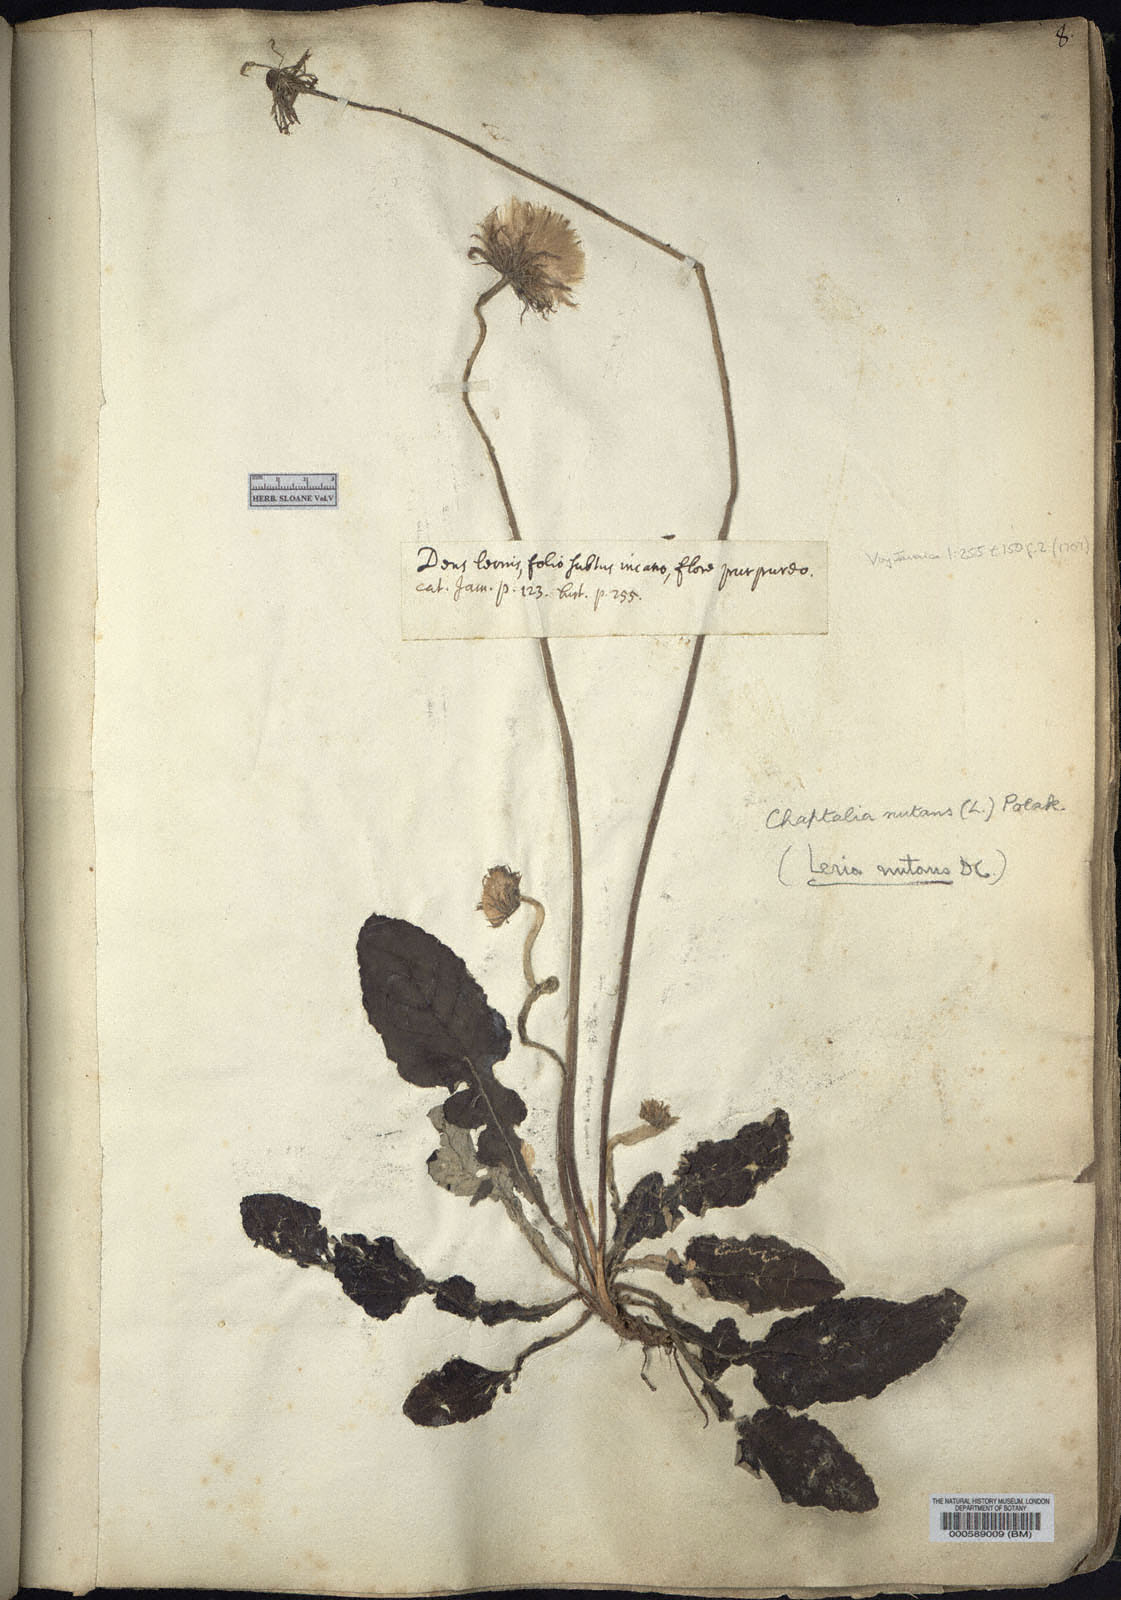 8.
HERB. SLOANE Vol. V
Dens leonis, folio subtus incano, flore purpureo.
cat. Jam. p. 123. hist. p. 255.
Voy. Jamaica 1: 255 t 150 f. 2. (1707)
Chaptalia nutans (L.) Polak
(Leria nutans DC.)
THE NATURAL HISTORY MUSEUM, LONDON
DEPARTMENT OF BOTANY
000589009 (BM)